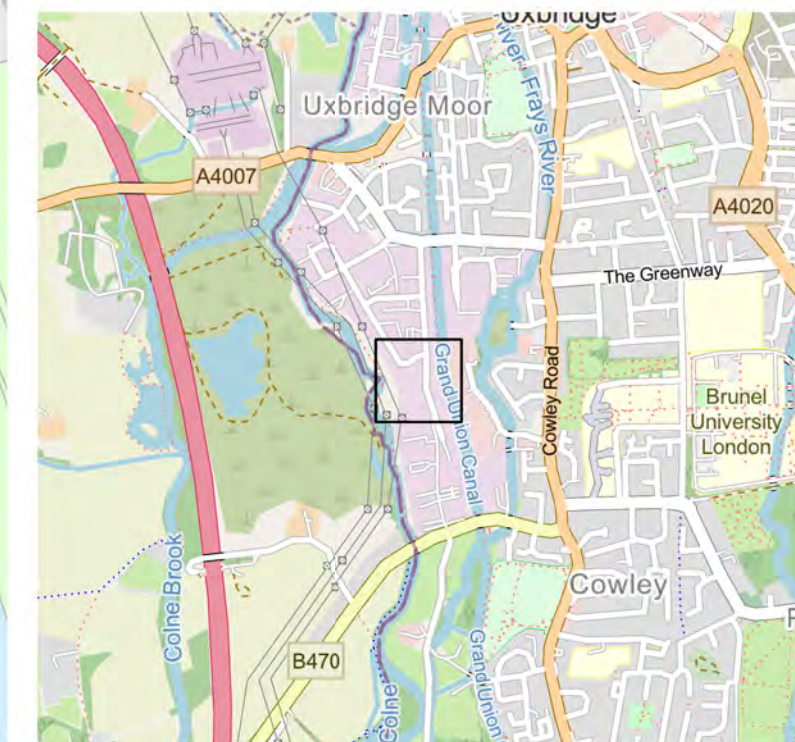 Uxbridge
Uxbridge Moor
River
Frays River
A4007
A4020
The Greenway
Grand Union Canal
Cowley Road
Brunel
University
London
Colne Brook
Cowley
B470
Grand Union
Colne